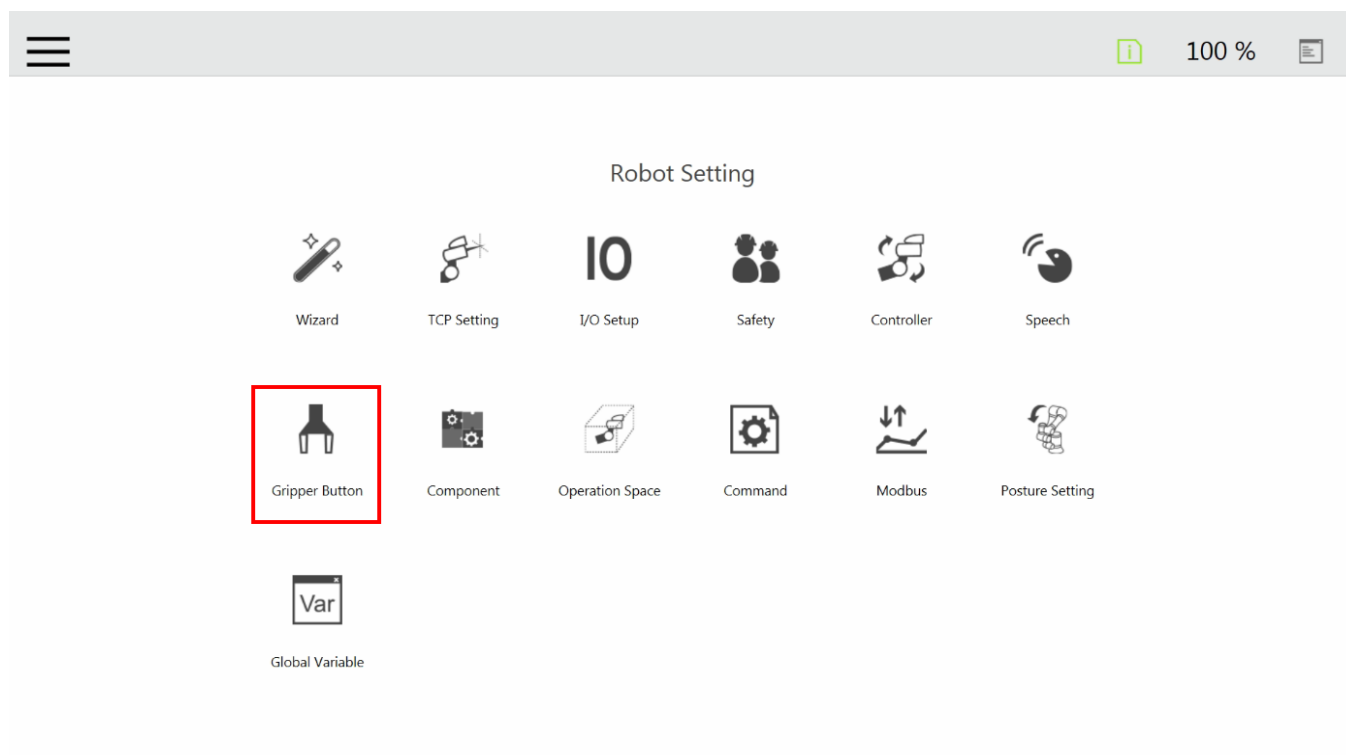 100 %
Robot Setting
IO
Wizard TCP Setting I/O Setup Safety Controller Speech
Gripper Button Component Operation Space Command Modbus Posture Setting
Var
Global Variable